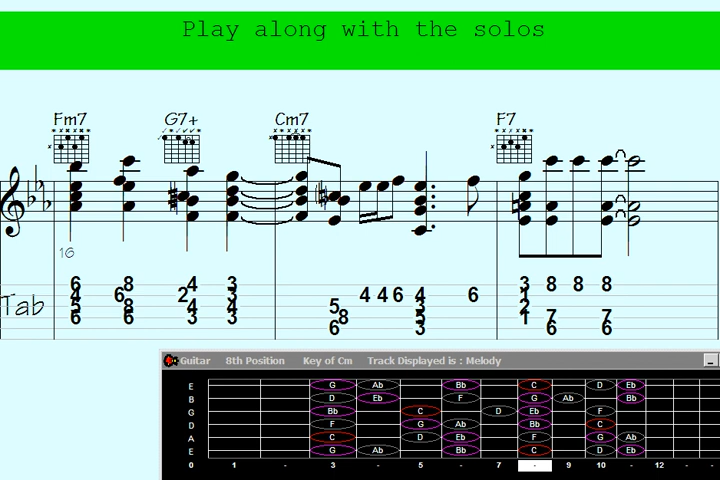 Play along with the solos
Fm7 G7+ Cm7 F7
16
6 8 4 3 3 8 8 8
4 6 2 3 4 4 6 4 6 1
5 8 4 4 5 3 2
6 6 3 3 8 5 1 7 7
6 3 6 6
Tab
Guitar 8th Position Key of Cm Track Displayed is : Melody
E G Ab Bb C D Eb
B D Eb F G Ab Bb
G Bb C D Eb F
D F G Ab Bb C
A C D Eb F G Ab
E G Ab Bb C D Eb
0 1 - 3 - 5 - 7 - 9 10 - 12 - -